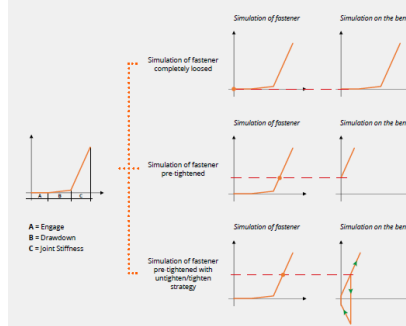 Simulation of fastener
Simulation on the ben
Simulation of fastener
completely loosed
Simulation of fastener
Simulation on the ben
Simulation of fastener
pre-tightened
A B C
A = Engage
B = Drawdown
C = Joint Stiffness
Simulation of fastener
Simulation on the ben
Simulation of fastener
pre-tightened with
untighten/tighten
strategy